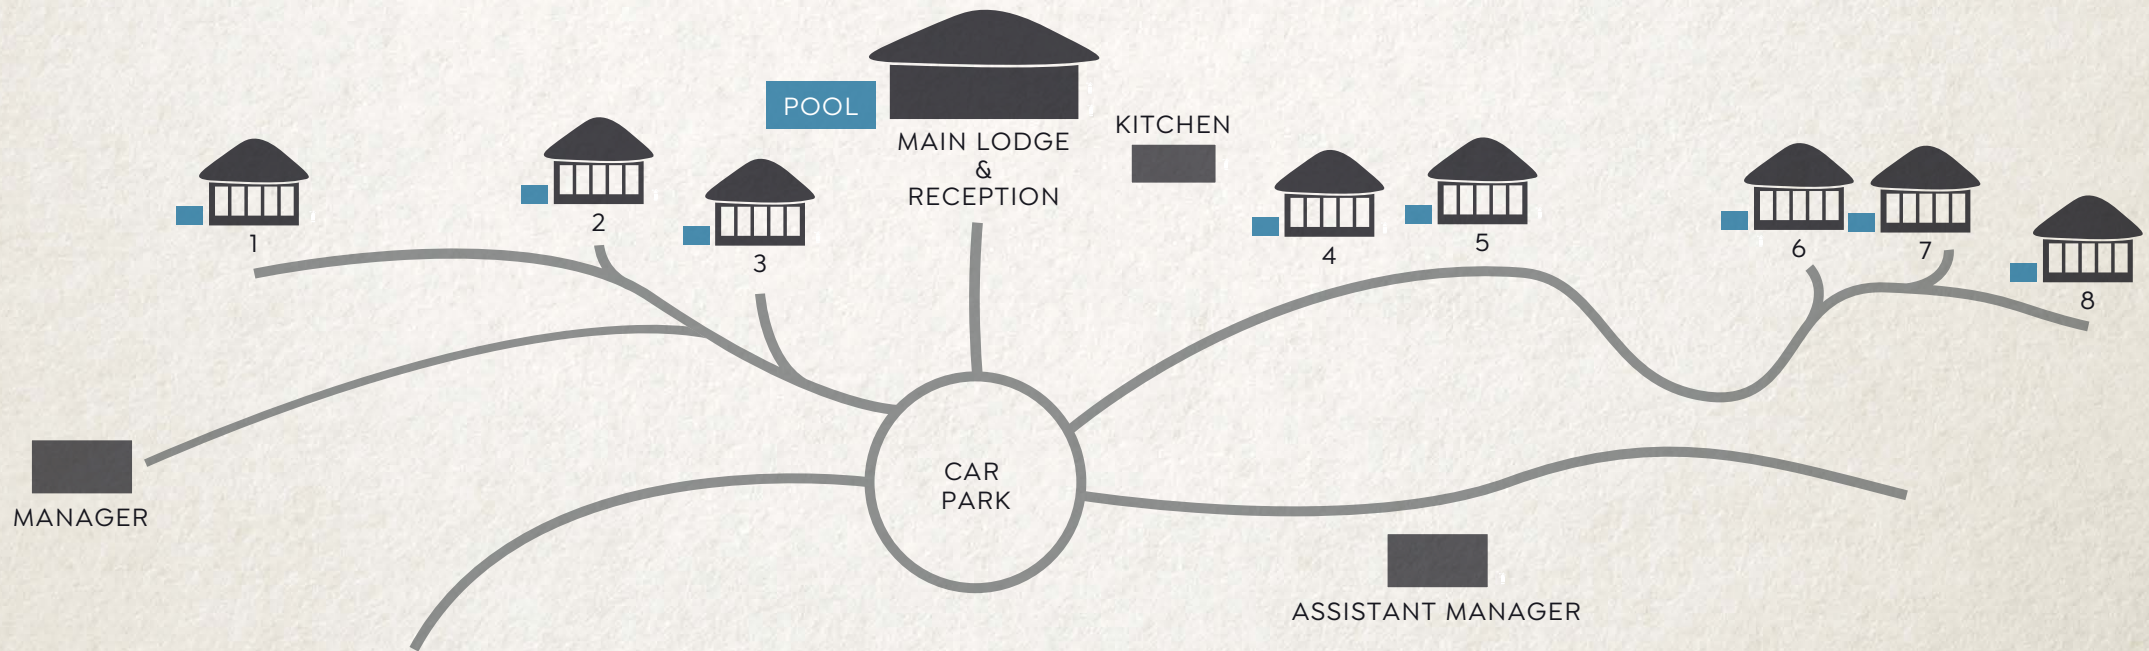 POOL
MAIN LODGE
&
RECEPTION
KITCHEN
1
2
3
4
5
6
7
8
CAR
PARK
MANAGER
ASSISTANT MANAGER